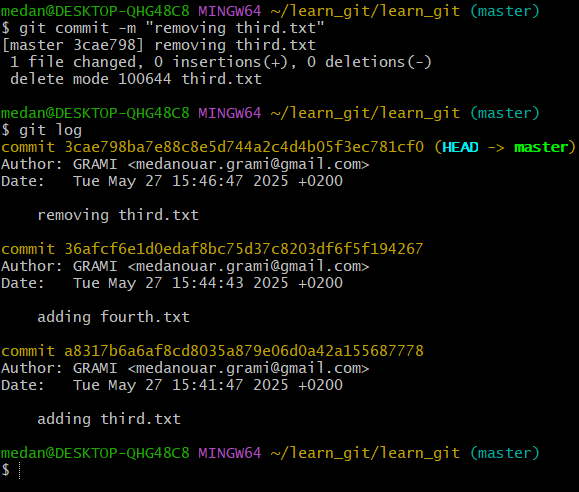 medan@DESKTOP-QHG48C8 MINGW64 ~/learn_git/learn_git (master)
$ git commit -m "removing third.txt"
[master 3cae798] removing third.txt
 1 file changed, 0 insertions(+), 0 deletions(-)
 delete mode 100644 third.txt

medan@DESKTOP-QHG48C8 MINGW64 ~/learn_git/learn_git (master)
$ git log
commit 3cae798ba7e88c8e5d744a2c4d4b05f3ec781cf0 (HEAD -> master)
Author: GRAMI <medanouar.grami@gmail.com>
Date:   Tue May 27 15:46:47 2025 +0200

    removing third.txt

commit 36afcf6e1d0edaf8bc75d37c8203df6f5f194267
Author: GRAMI <medanouar.grami@gmail.com>
Date:   Tue May 27 15:44:43 2025 +0200

    adding fourth.txt

commit a8317b6a6af8cd8035a879e06d0a42a155687778
Author: GRAMI <medanouar.grami@gmail.com>
Date:   Tue May 27 15:41:47 2025 +0200

    adding third.txt

medan@DESKTOP-QHG48C8 MINGW64 ~/learn_git/learn_git (master)
$